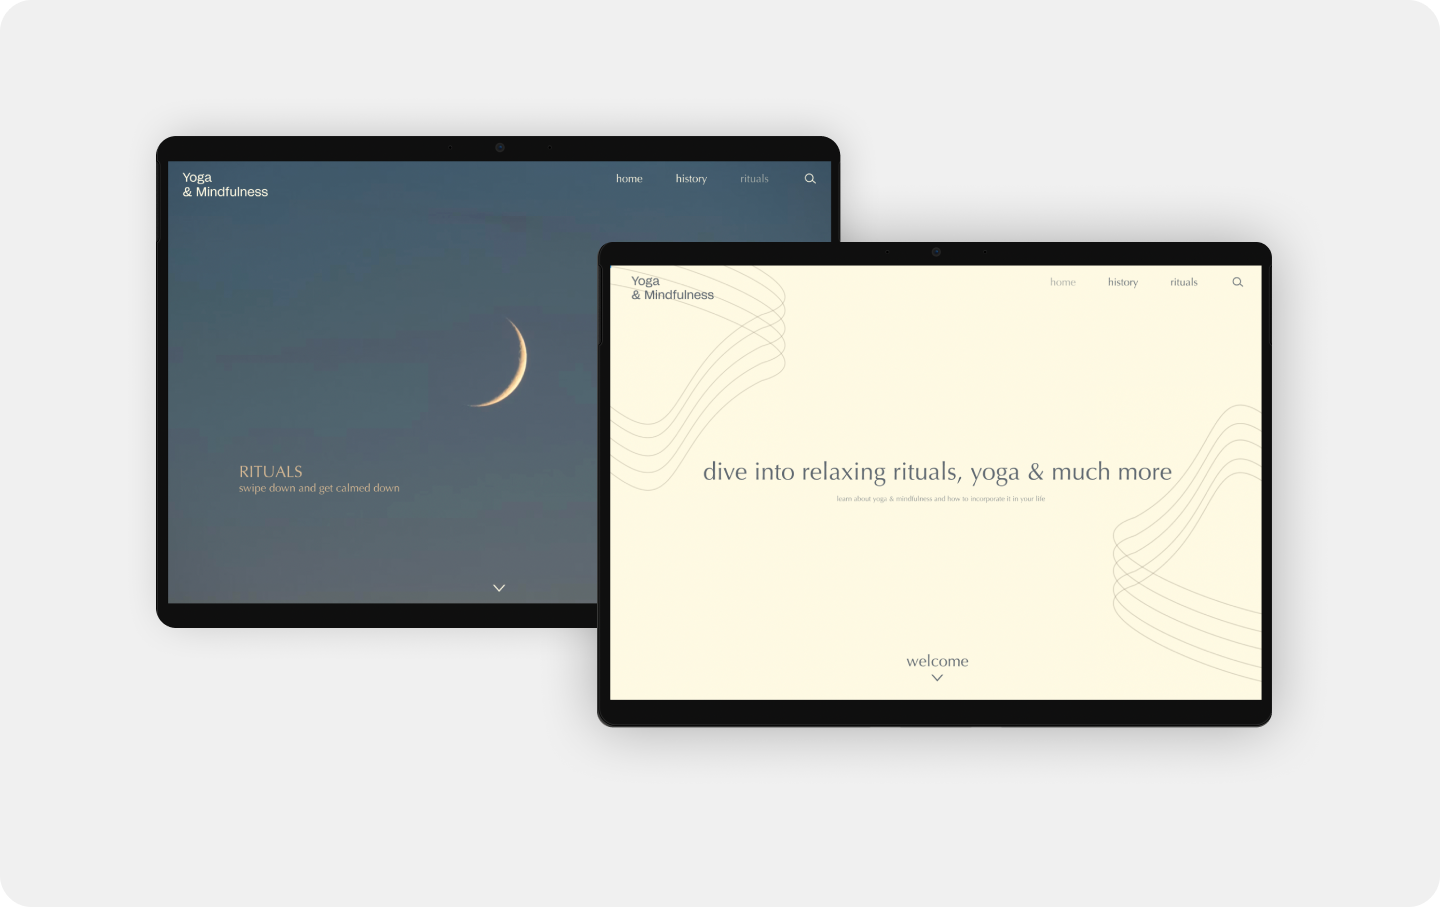 Yoga
& Mindfulness
home history rituals
RITUALS
swipe down and get calmed down
Yoga
& Mindfulness
home history rituals
dive into relaxing rituals, yoga & much more
learn about yoga & mindfulness and how to incorporate it in your life
welcome